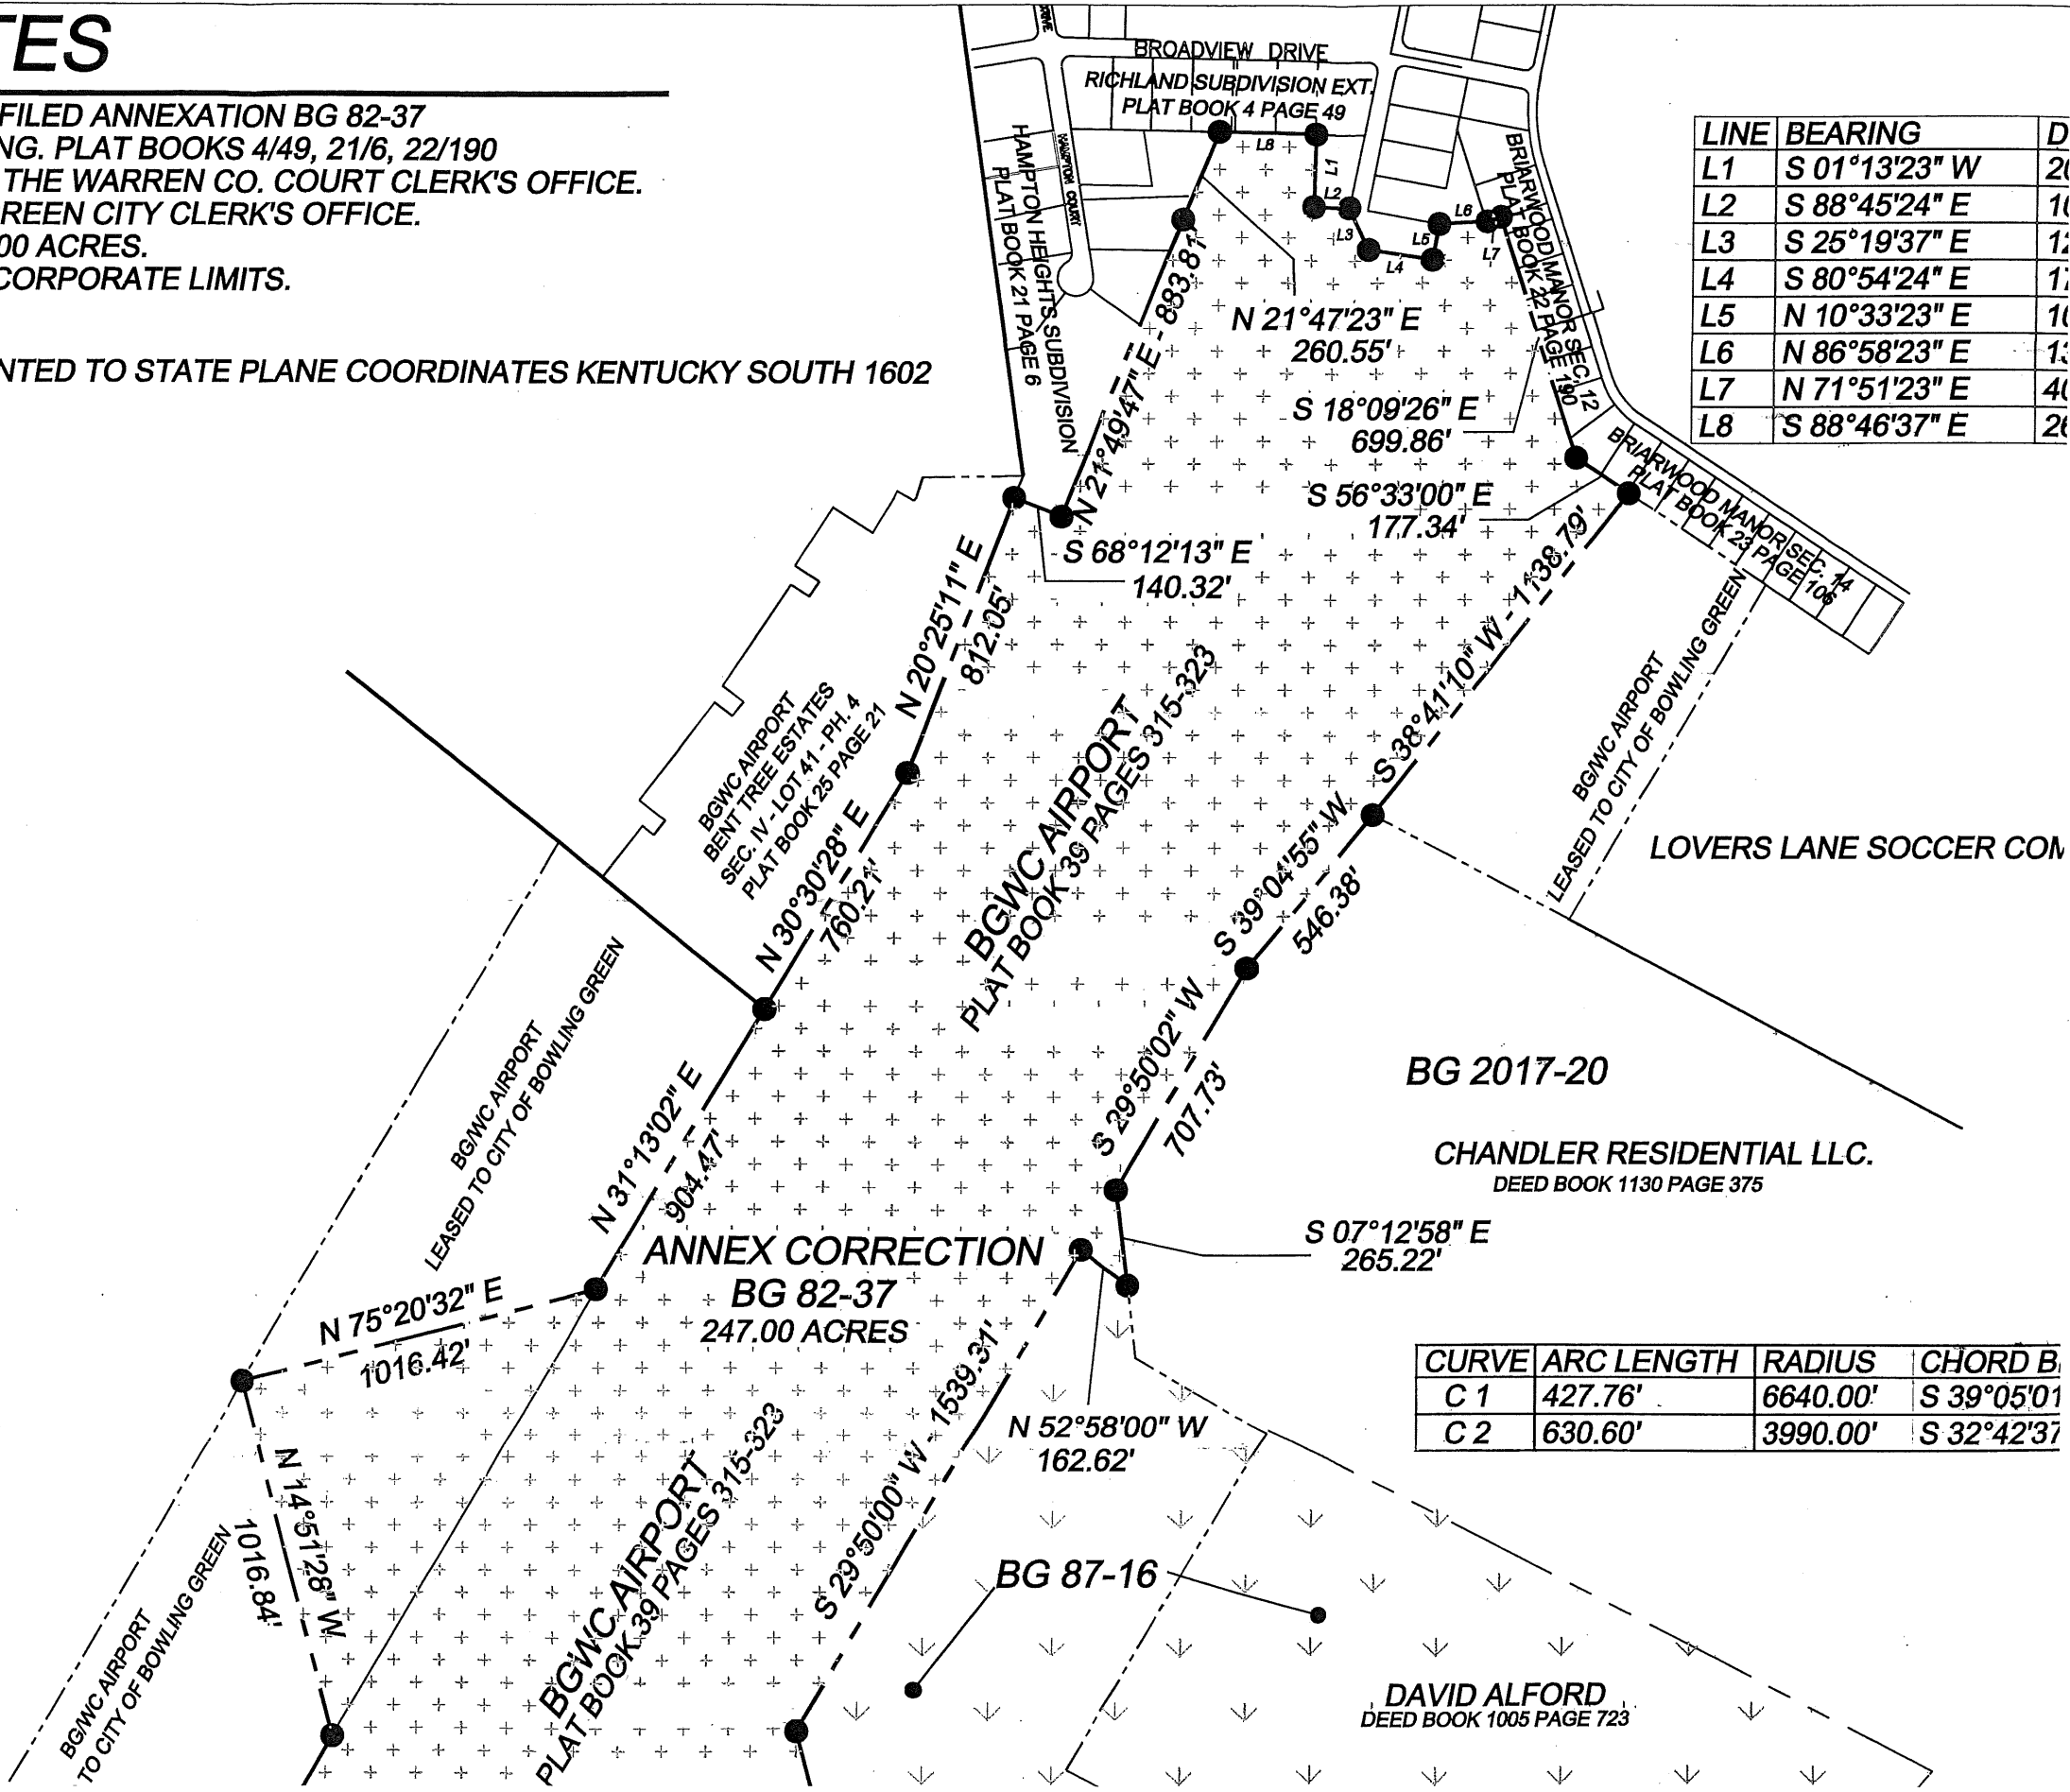 TES
FILED ANNEXATION BG 82-37
NG. PLAT BOOKS 4/49, 21/6, 22/190
THE WARREN CO. COURT CLERK'S OFFICE.
REEN CITY CLERK'S OFFICE.
00 ACRES.
CORPORATE LIMITS.
NTED TO STATE PLANE COORDINATES KENTUCKY SOUTH 1602
BROADVIEW DRIVE
RICHLAND SUBDIVISION EXT.
PLAT BOOK 4 PAGE 49
HAMPTON COURT
HAMPTON HEIGHTS SUBDIVISION
PLAT BOOK 21 PAGE 6
L8
L1
L2
L3
L4
L5
L6
L7
BRIARWOOD MANOR SEC. 12
PLAT BOOK 22 PAGE 190
LINE BEARING D
L1 S 01°13'23" W
L2 S 88°45'24" E
L3 S 25°19'37" E
L4 S 80°54'24" E
L5 N 10°33'23" E
L6 N 86°58'23" E
L7 N 71°51'23" E
L8 S 88°46'37" E
N 21°49'47" E - 883.87'
N 21°47'23" E
260.55'
S 18°09'26" E
699.86'
S 56°33'00" E
177.34'
BRIARWOOD MANOR SEC. 14
PLAT BOOK 23 PAGE 106
S 68°12'13" E
140.32'
N 20°25'11" E
812.05'
S 38°41'10" W - 1138.79'
BGWC AIRPORT
BENT TREE ESTATES
SEC. IV - LOT 41 - PH. 4
PLAT BOOK 25 PAGE 21
BGWC AIRPORT
PLAT BOOK 39 PAGES 315-323
BG/WC AIRPORT
LEASED TO CITY OF BOWLING GREEN
LOVERS LANE SOCCER COM
N 30°30'28" E
760.21'
S 39°04'55" W
546.38'
BG/WC AIRPORT
LEASED TO CITY OF BOWLING GREEN
N 31°13'02" E
904.47'
S 29°50'02" W
707.73'
BG 2017-20
CHANDLER RESIDENTIAL LLC.
DEED BOOK 1130 PAGE 375
S 07°12'58" E
265.22'
ANNEX CORRECTION
BG 82-37
247.00 ACRES
N 75°20'32" E
1016.42'
CURVE ARC LENGTH RADIUS CHORD B
C 1 427.76' 6640.00' S 39°05'01
C 2 630.60' 3990.00' S 32°42'37
N 52°58'00" W
162.62'
S 29°50'00" W - 1539.31'
N 14°51'28" W
1016.84'
BGWC AIRPORT
PLAT BOOK 39 PAGES 315-323
BG 87-16
BG/WC AIRPORT
TO CITY OF BOWLING GREEN
DAVID ALFORD
DEED BOOK 1005 PAGE 723